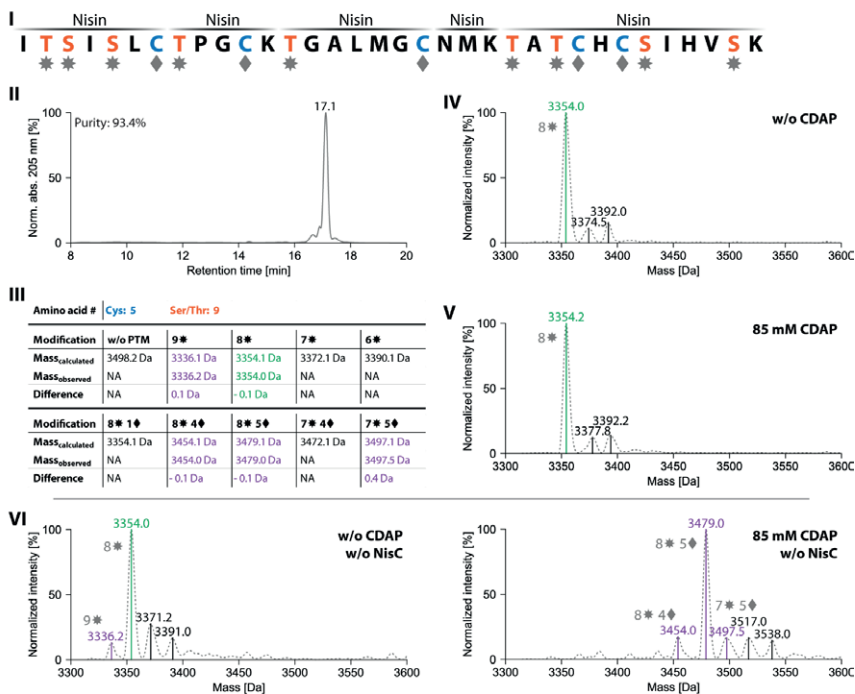 I
Nisin Nisin Nisin Nisin Nisin
I T S I S L C T P G C K T G A L M G C N M K T A T C H C S I H V S K
II
Purity: 93.4%
17.1
Norm. abs. 205 nm [%]
100
50
0
8 10 12 14 16 18 20
Retention time [min]
III
Amino acid # Cys: 5 Ser/Thr: 9
Modification w/o PTM 9✸ 8✸ 7✸ 6✸
Masscalculated 3498.2 Da 3336.1 Da 3354.1 Da 3372.1 Da 3390.1 Da
Massobserved NA 3336.2 Da 3354.0 Da NA NA
Difference NA 0.1 Da - 0.1 Da NA NA
Modification 8✸ 1♦ 8✸ 4♦ 8✸ 5♦ 7✸ 4♦ 7✸ 5♦
Masscalculated 3354.1 Da 3454.1 Da 3479.1 Da 3472.1 Da 3497.1 Da
Massobserved NA 3454.0 Da 3479.0 Da NA 3497.5 Da
Difference NA - 0.1 Da - 0.1 Da NA 0.4 Da
IV
3354.0
w/o CDAP
8✸
3374.5
3392.0
Normalized intensity [%]
100
50
0
3300 3350 3400 3450 3500 3550 3600
Mass [Da]
V
3354.2
85 mM CDAP
8✸
3377.8
3392.2
Normalized intensity [%]
100
50
0
3300 3350 3400 3450 3500 3550 3600
Mass [Da]
VI
3354.0
w/o CDAP
w/o NisC
8✸
9✸
3336.2
3371.2
3391.0
Normalized intensity [%]
100
50
0
3300 3350 3400 3450 3500 3550 3600
Mass [Da]
3479.0
85 mM CDAP
w/o NisC
8✸ 5♦
8✸ 4♦
7✸ 5♦
3454.0
3497.5
3517.0
3538.0
Normalized intensity [%]
100
50
0
3300 3350 3400 3450 3500 3550 3600
Mass [Da]